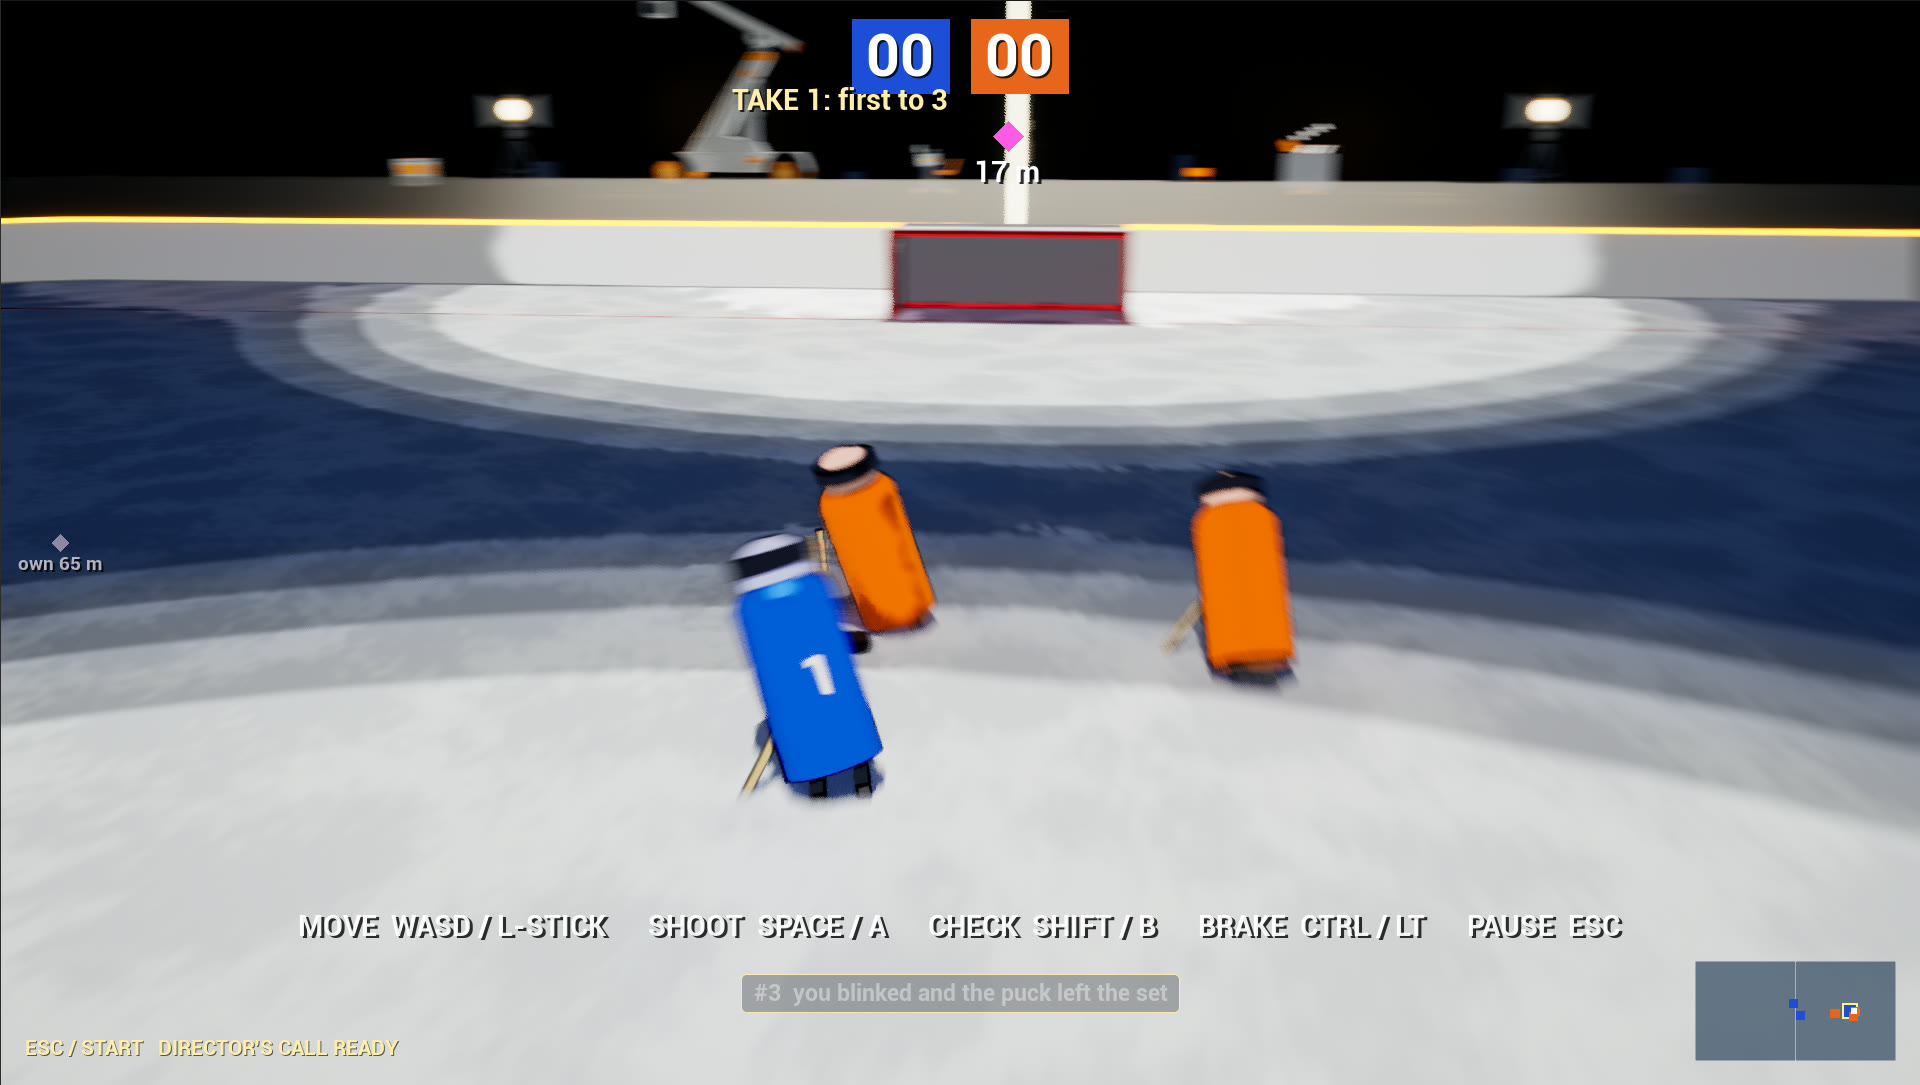 00 00
TAKE 1: first to 3
17 m
own 65 m
1
MOVE WASD / L-STICK SHOOT SPACE / A CHECK SHIFT / B BRAKE CTRL / LT PAUSE ESC
#3 you blinked and the puck left the set
ESC / START DIRECTOR'S CALL READY